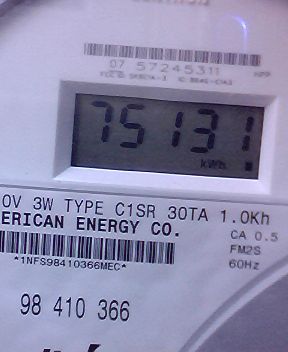 07 57245311 HPP
75131
kWh
0V 3W TYPE C1SR 30TA 1.0Kh
ERICAN ENERGY CO. CA 0.5
FM2S
*1NFS98410366MEC* 60Hz
98 410 366